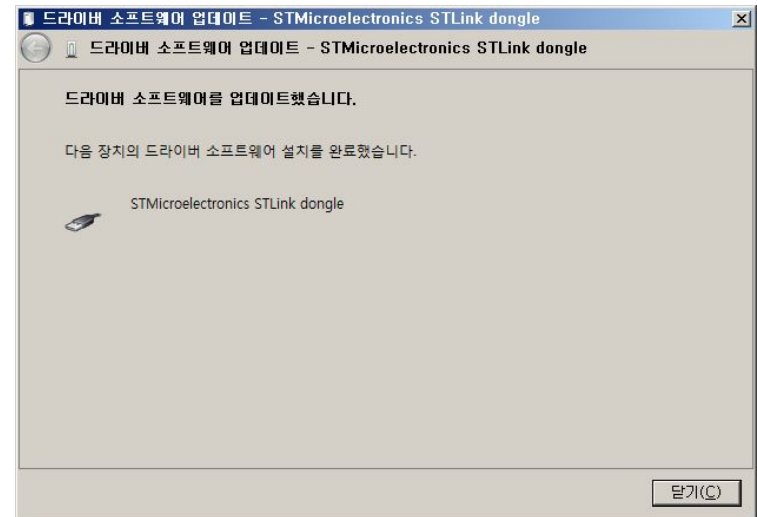 드라이버 소프트웨어 업데이트 - STMicroelectronics STLink dongle
드라이버 소프트웨어 업데이트 - STMicroelectronics STLink dongle
드라이버 소프트웨어를 업데이트했습니다.
다음 장치의 드라이버 소프트웨어 설치를 완료했습니다.
STMicroelectronics STLink dongle
닫기(C)